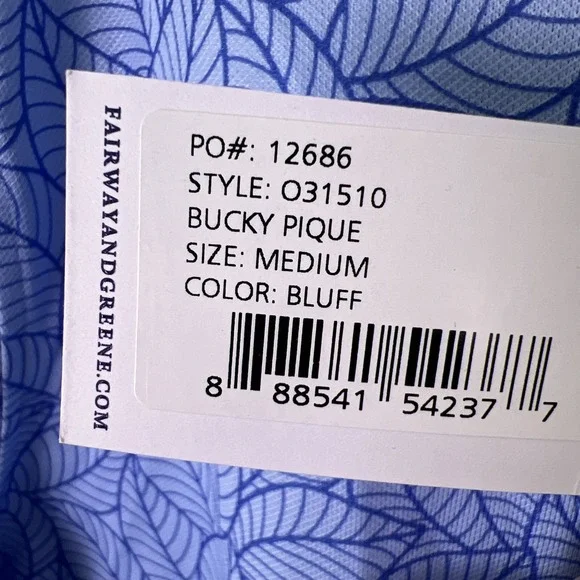 FAIRWAYANDGREENE.COM
PO#: 12686
STYLE: O31510
BUCKY PIQUE
SIZE: MEDIUM
COLOR: BLUFF
8 88541 54237 7